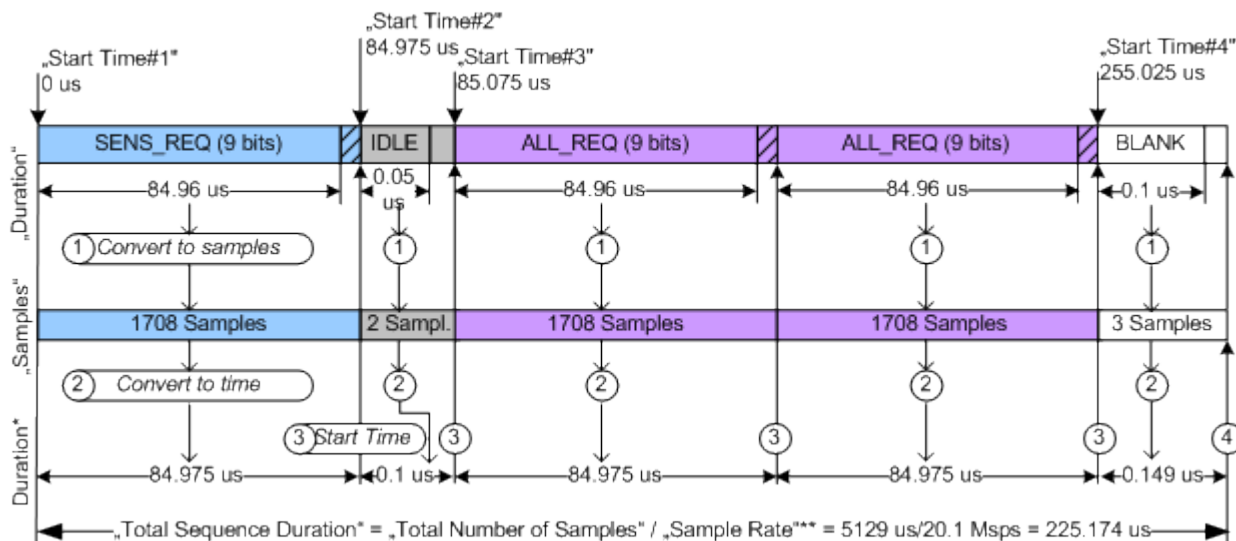 „Start Time#1"
0 us
„Start Time#2"
84.975 us
„Start Time#3"
85.075 us
„Start Time#4"
255.025 us
„Duration"
SENS_REQ (9 bits)
IDLE
ALL_REQ (9 bits)
ALL_REQ (9 bits)
BLANK
84.96 us
0.05
us
84.96 us
84.96 us
0.1 us
1 Convert to samples
1
1
1
1
„Samples"
1708 Samples
2 Sampl.
1708 Samples
1708 Samples
3 Samples
2 Convert to time
2
2
2
2
3 Start Time
3
3
3
4
Duration*
84.975 us
0.1 us
84.975 us
84.975 us
0.149 us
„Total Sequence Duration" = „Total Number of Samples" / „Sample Rate"** = 5129 us/20.1 Msps = 225.174 us